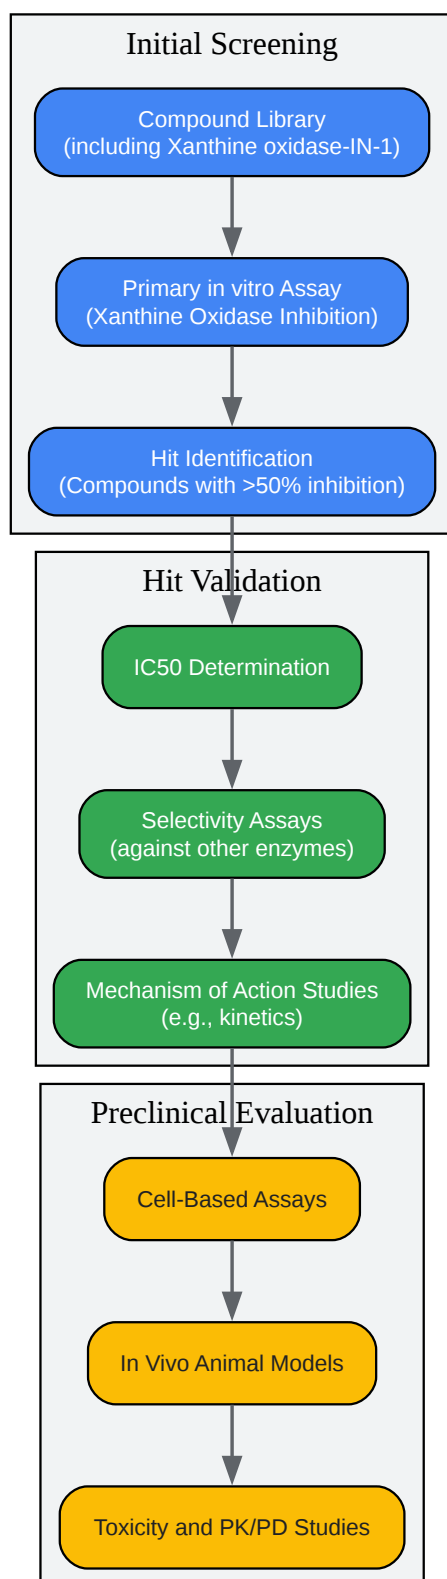 Initial Screening
Compound Library
(including Xanthine oxidase-IN-1)
Primary in vitro Assay
(Xanthine Oxidase Inhibition)
Hit Identification
(Compounds with >50% inhibition)
Hit Validation
IC50 Determination
Selectivity Assays
(against other enzymes)
Mechanism of Action Studies
(e.g., kinetics)
Preclinical Evaluation
Cell-Based Assays
In Vivo Animal Models
Toxicity and PK/PD Studies